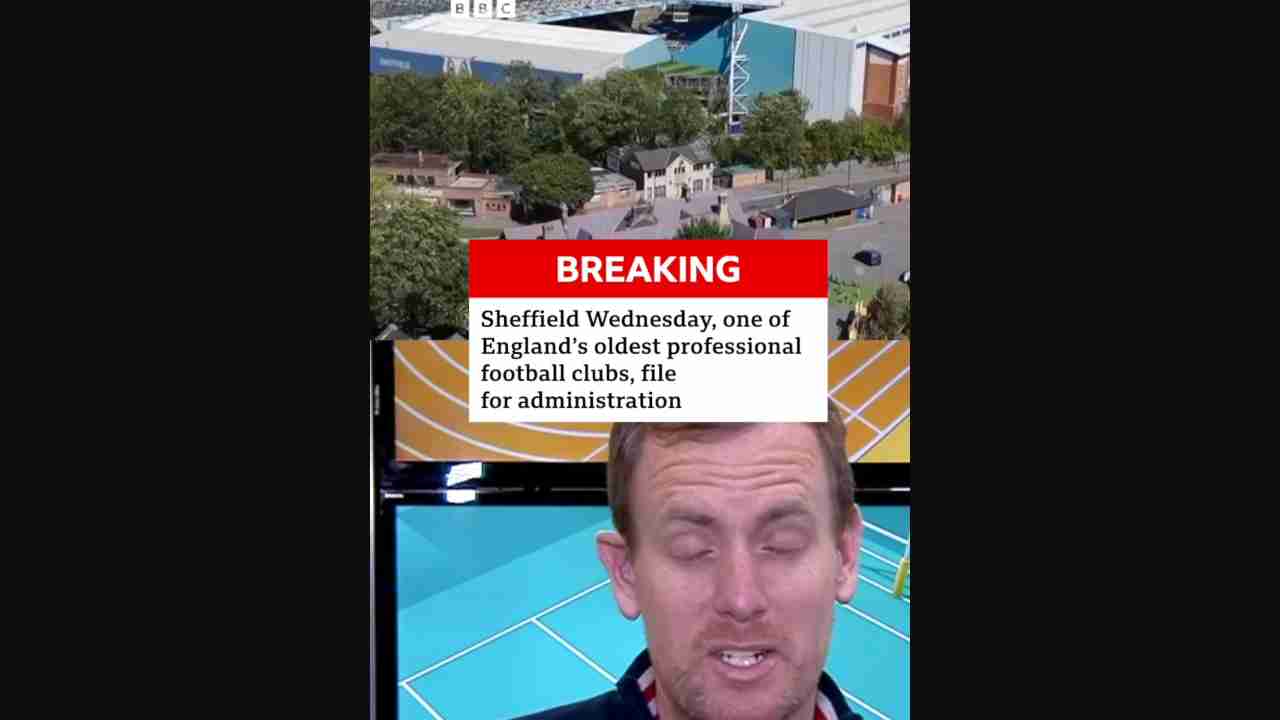 BBC
BREAKING
Sheffield Wednesday, one of
England's oldest professional
football clubs, file
for administration